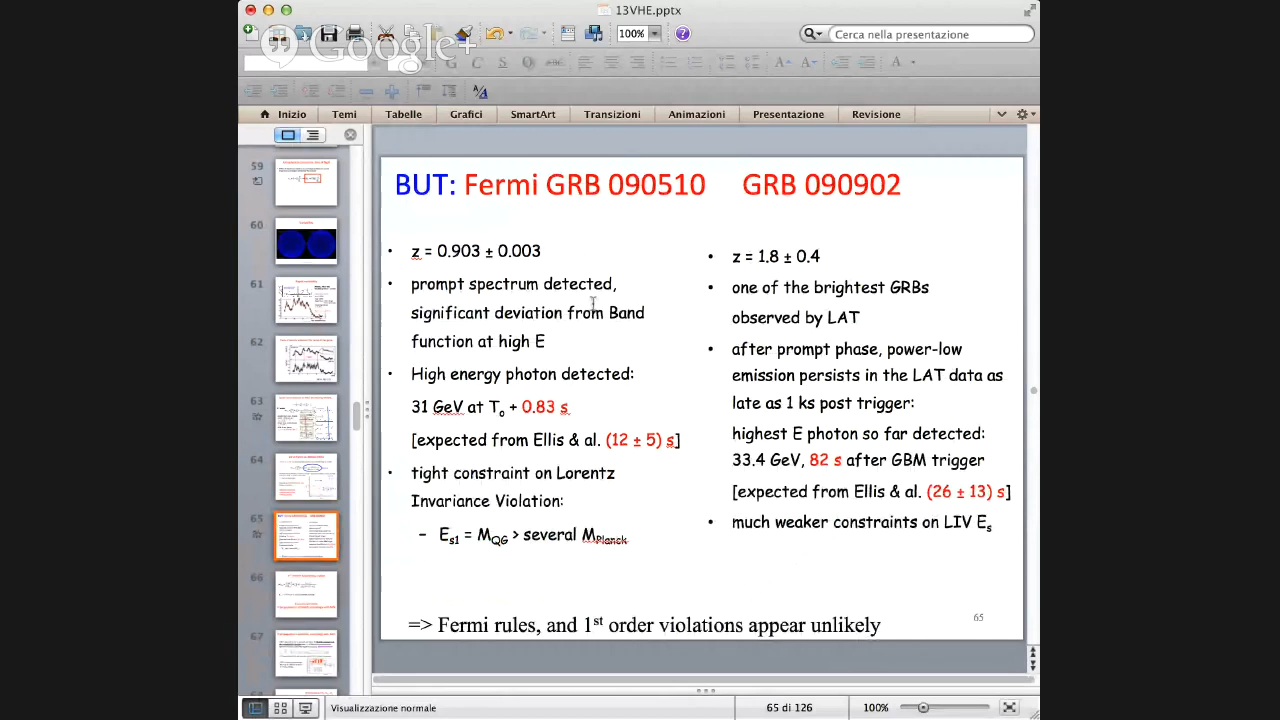 13VHE.pptx
Google+
100%
Cerca nella presentazione
Inizio Temi Tabelle Grafici SmartArt Transizioni Animazioni Presentazione Revisione
59
60
61
62
63
64
65
66
67
BUT: Fermi GRB 090510 GRB 090902
• z = 0.903 ± 0.003
• prompt spectrum detected,
significant deviation from Band
function at high E
• High energy photon detected:
31 GeV at To + 0.83 s
[expected from Ellis & al. (12 ± 5) s]
• tight constraint on Lorentz
Invariance Violation:
– Es1 = MQG > several MPlanck
• z = 1.8 ± 0.4
• one of the brightest GRBs
observed by LAT
• after prompt phase, power-low
emission persists in the LAT data as
late as 1 ks post trigger:
highest E photon so far detected:
GeV, 82 s after GBM trigger
[expected from Ellis & al. (26 ± 13) s]
• much weaker constraint on LIV Es
=> Fermi rules, and 1st order violations appear unlikely
65
Visualizzazione normale
65 di 126
100%